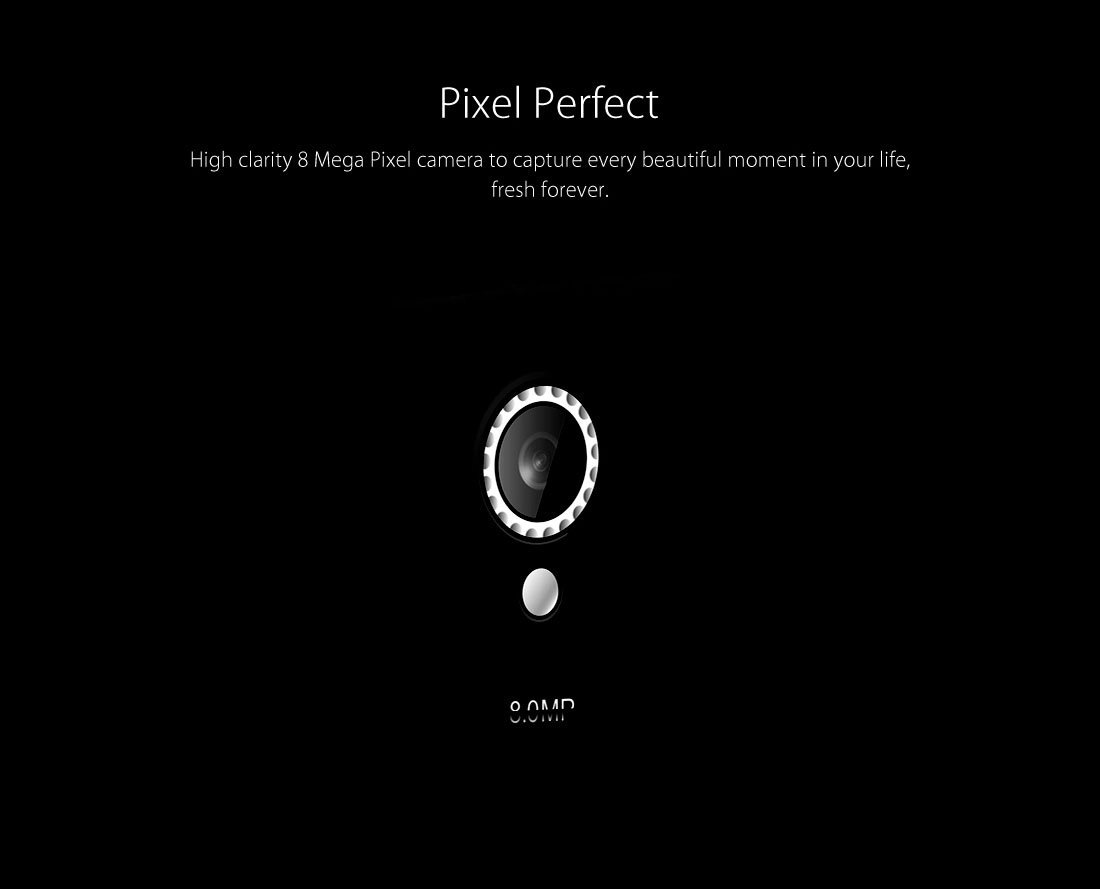 Pixel Perfect
High clarity 8 Mega Pixel camera to capture every beautiful moment in your life,
fresh forever.
8.0MP